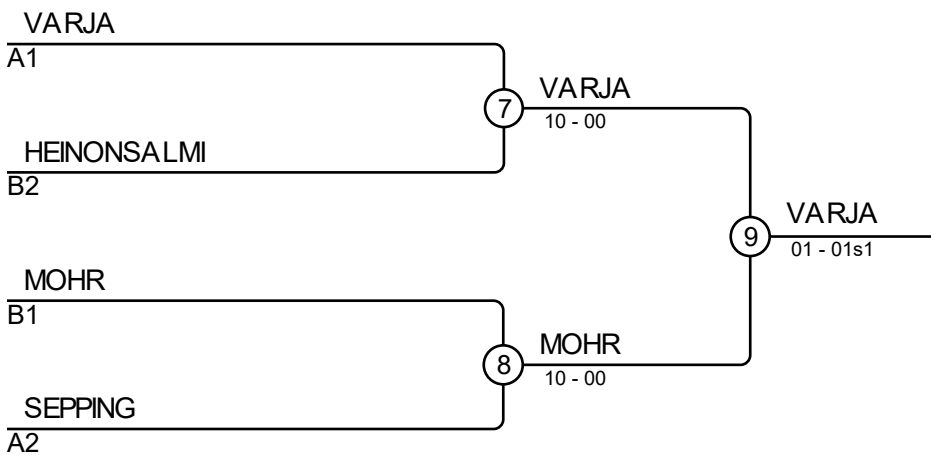 VARJA
A1
7
VARJA
10 - 00
HEINONSALMI
B2
9
VARJA
01 - 01s1
MOHR
B1
8
MOHR
10 - 00
SEPPING
A2